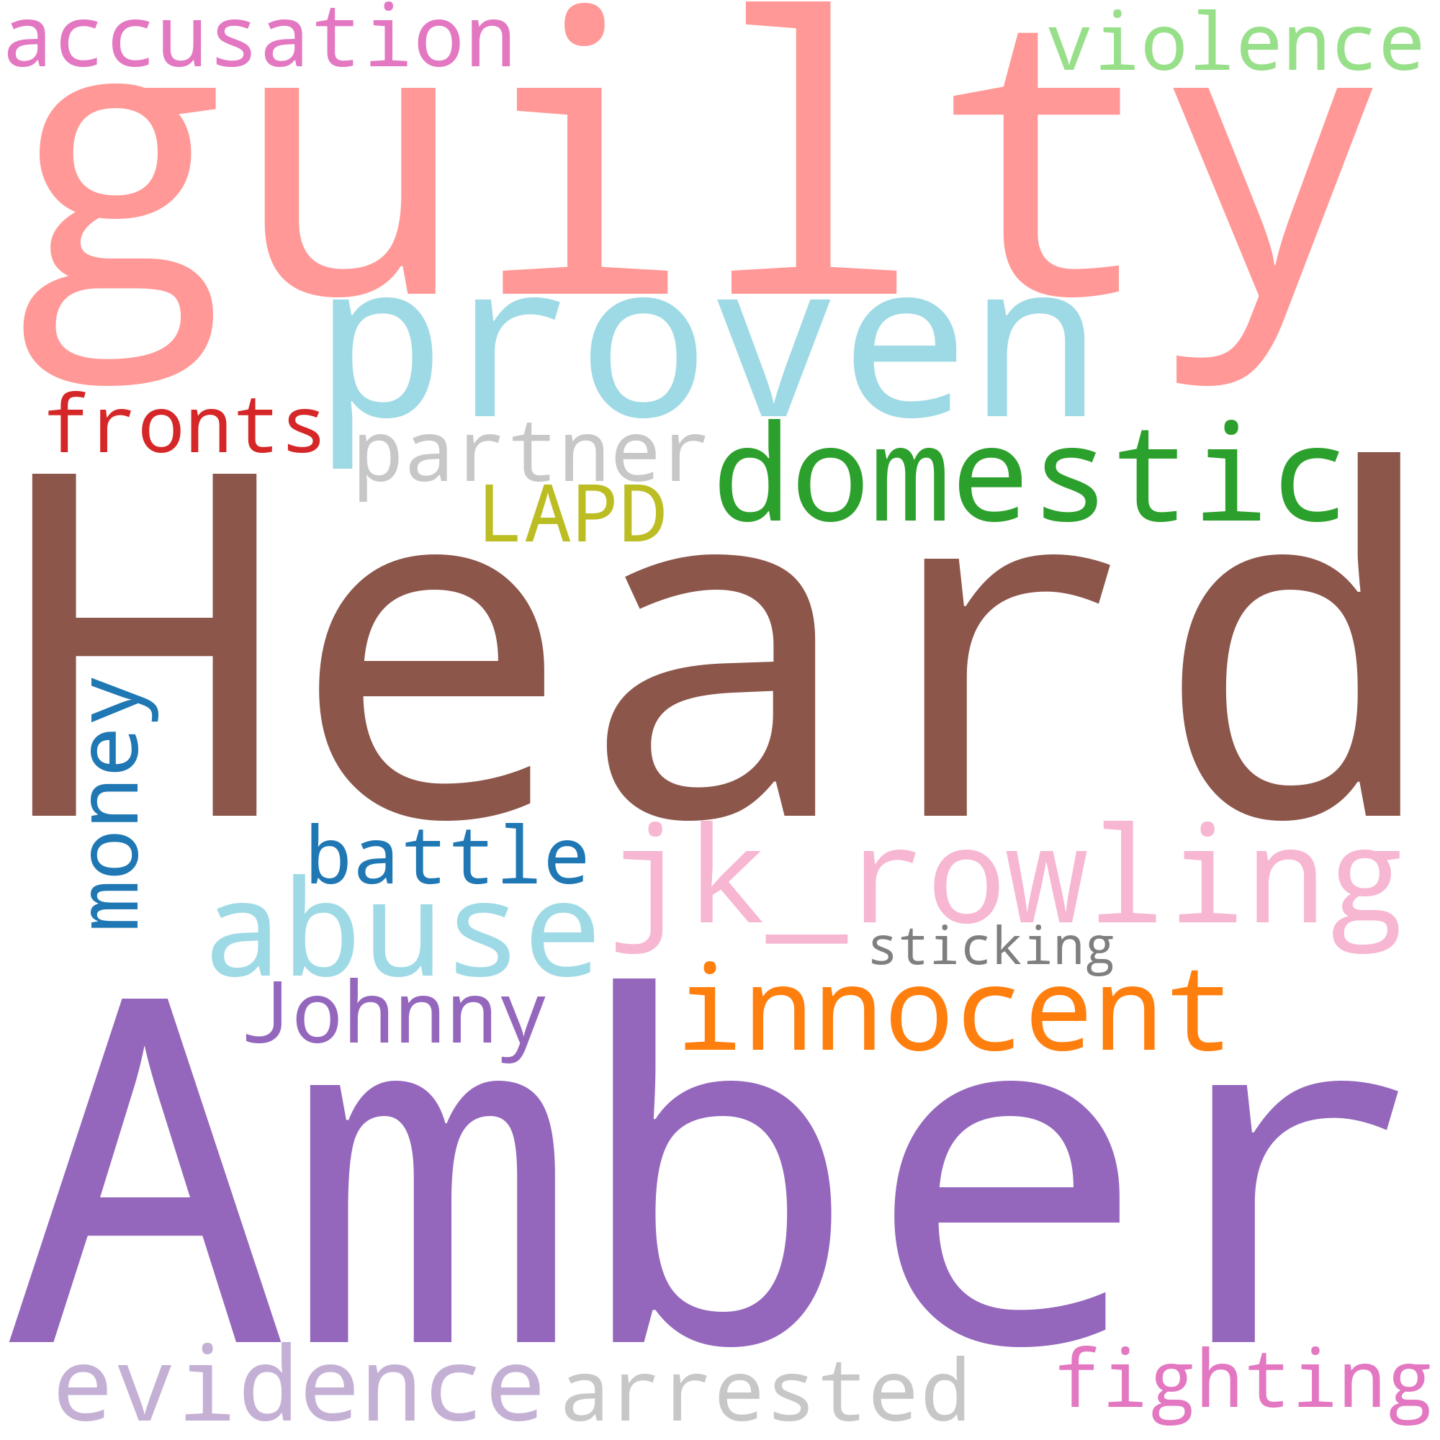 accusation
violence
guilty
proven
fronts
partner
domestic
LAPD
Heard
money
battle
jk_rowling
abuse
sticking
Johnny
innocent
Amber
evidence
arrested
fighting